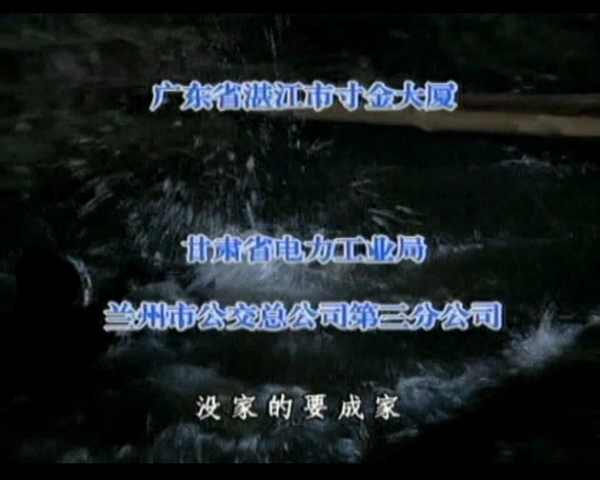 广东省湛江市寸金大厦
甘肃省电力工业局
兰州市公交总公司第三分公司
没家的要成家